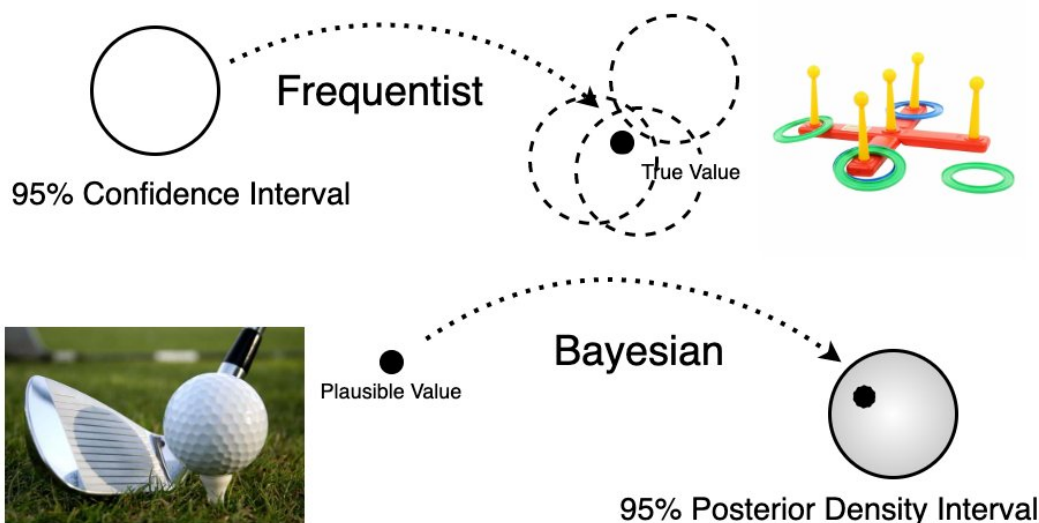 Frequentist
95% Confidence Interval
True Value
Bayesian
Plausible Value
95% Posterior Density Interval